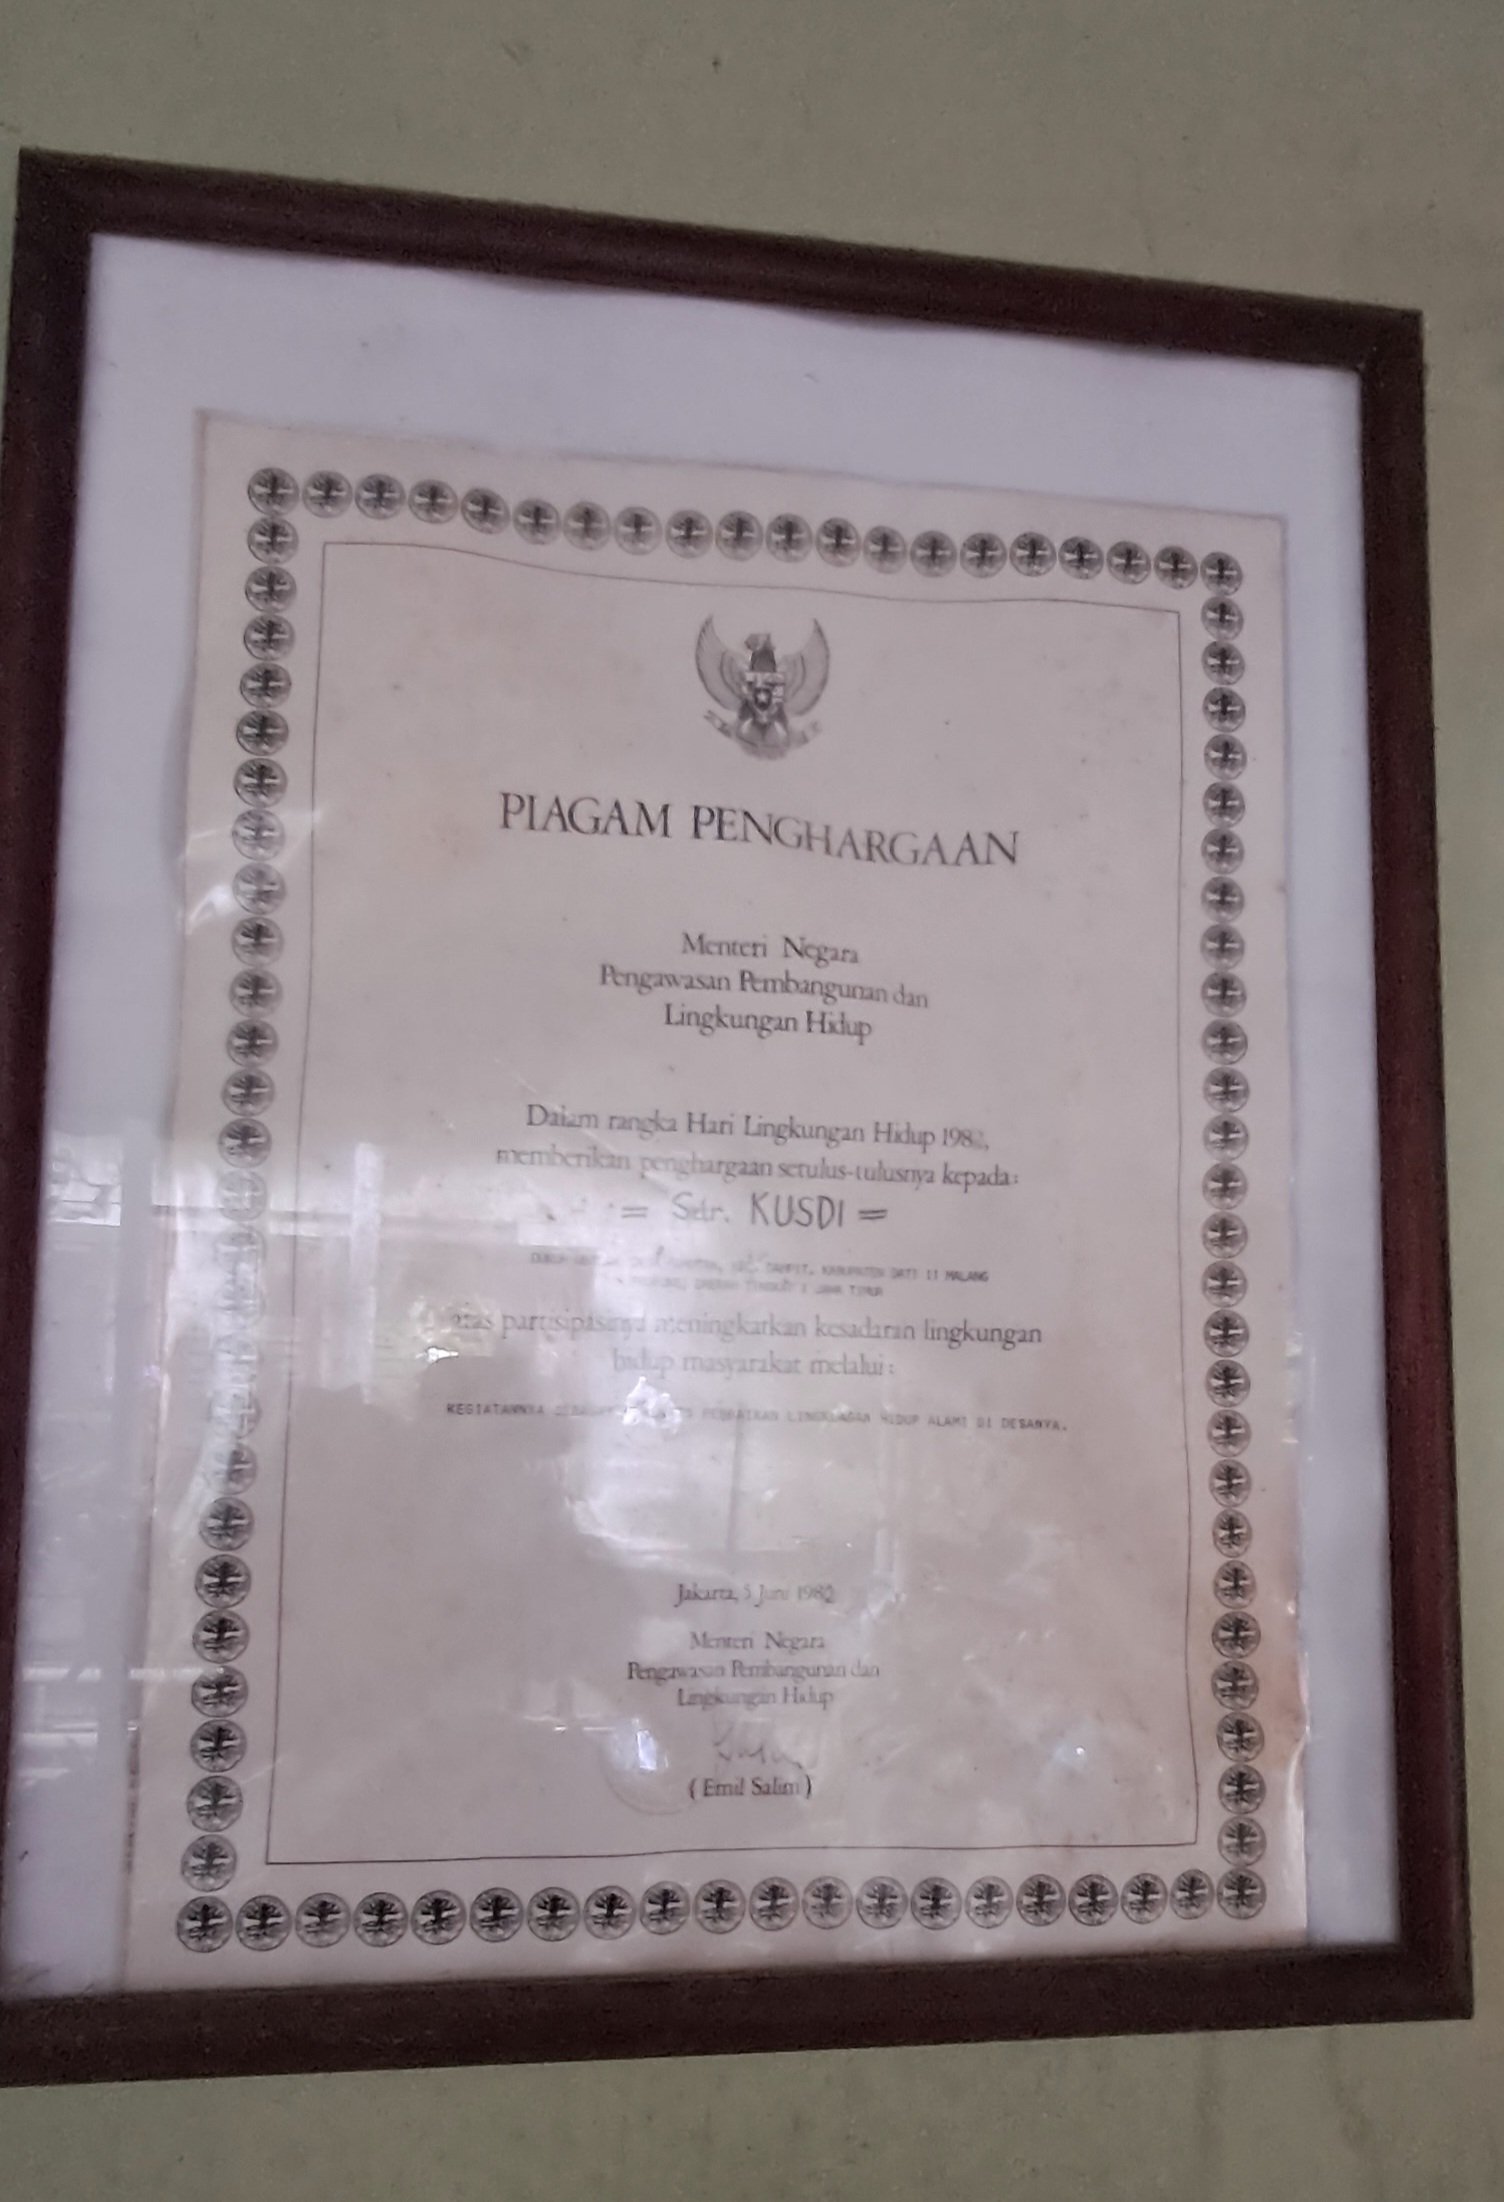 PIAGAM PENGHARGAAN
Menteri Negara
Pengawasan Pembangunan dan
Lingkungan Hidup
Dalam rangka Hari Lingkungan Hidup 1982,
memberikan penghargaan setulus-tulusnya kepada:
= Sdr. KUSDI =
KABUPATEN DATI II MALANG
DAERAH TINGKAT I JAWA TIMUR
atas partisipasinya meningkatkan kesadaran lingkungan
hidup masyarakat melalui:
KEGIATANNYA LINGKUNGAN HIDUP ALAMI DI DESANYA.
Jakarta, 5 Juni 1982
Menteri Negara
Pengawasan Pembangunan dan
Lingkungan Hidup
( Emil Salim )